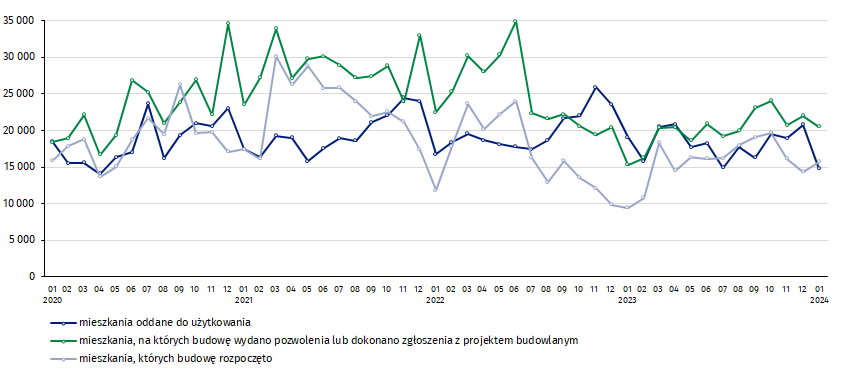 35 000
30 000
25 000
20 000
15 000
10 000
5 000
0
01 02 03 04 05 06 07 08 09 10 11 12 01 02 03 04 05 06 07 08 09 10 11 12 01 02 03 04 05 06 07 08 09 10 11 12 01 02 03 04 05 06 07 08 09 10 11 12 01
2020 2021 2022 2023 2024
mieszkania oddane do użytkowania
mieszkania, na których budowę wydano pozwolenia lub dokonano zgłoszenia z projektem budowlanym
mieszkania, których budowę rozpoczęto